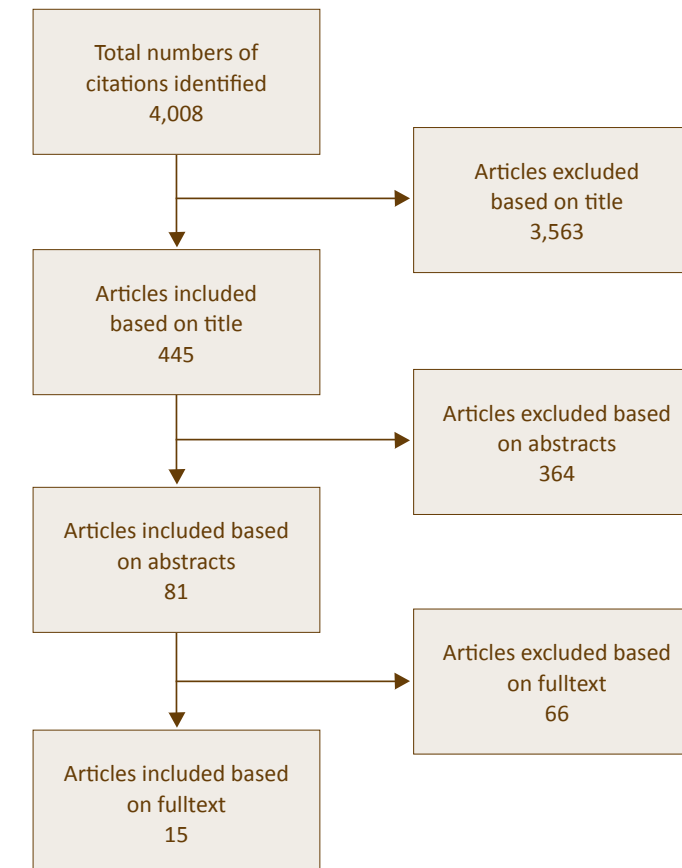 Total numbers of
citations identified
4,008
Articles excluded
based on title
3,563
Articles included
based on title
445
Articles excluded based
on abstracts
364
Articles included based
on abstracts
81
Articles excluded based
on fulltext
66
Articles included based
on fulltext
15